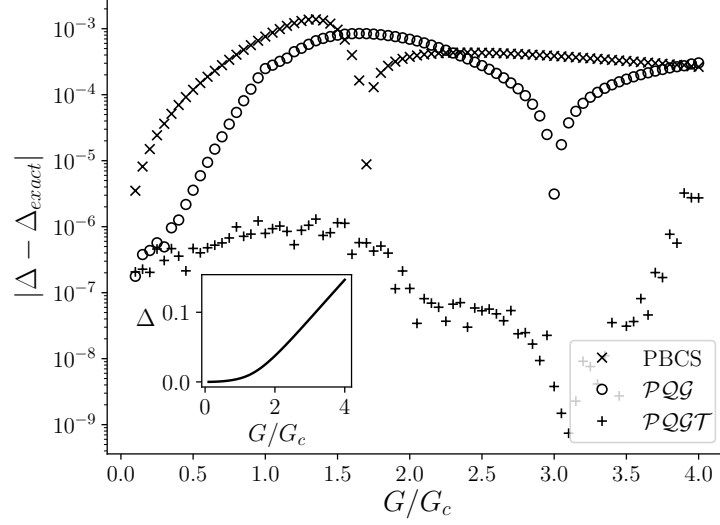 10⁻³
10⁻⁴
10⁻⁵
10⁻⁶
10⁻⁷
10⁻⁸
10⁻⁹
|Δ − Δ_exact|
0.1
Δ
0.0
0 2 4
G/G_c
PBCS
𝒫𝒬𝒢
𝒫𝒬𝒢𝒯
0.0 0.5 1.0 1.5 2.0 2.5 3.0 3.5 4.0
G/G_c